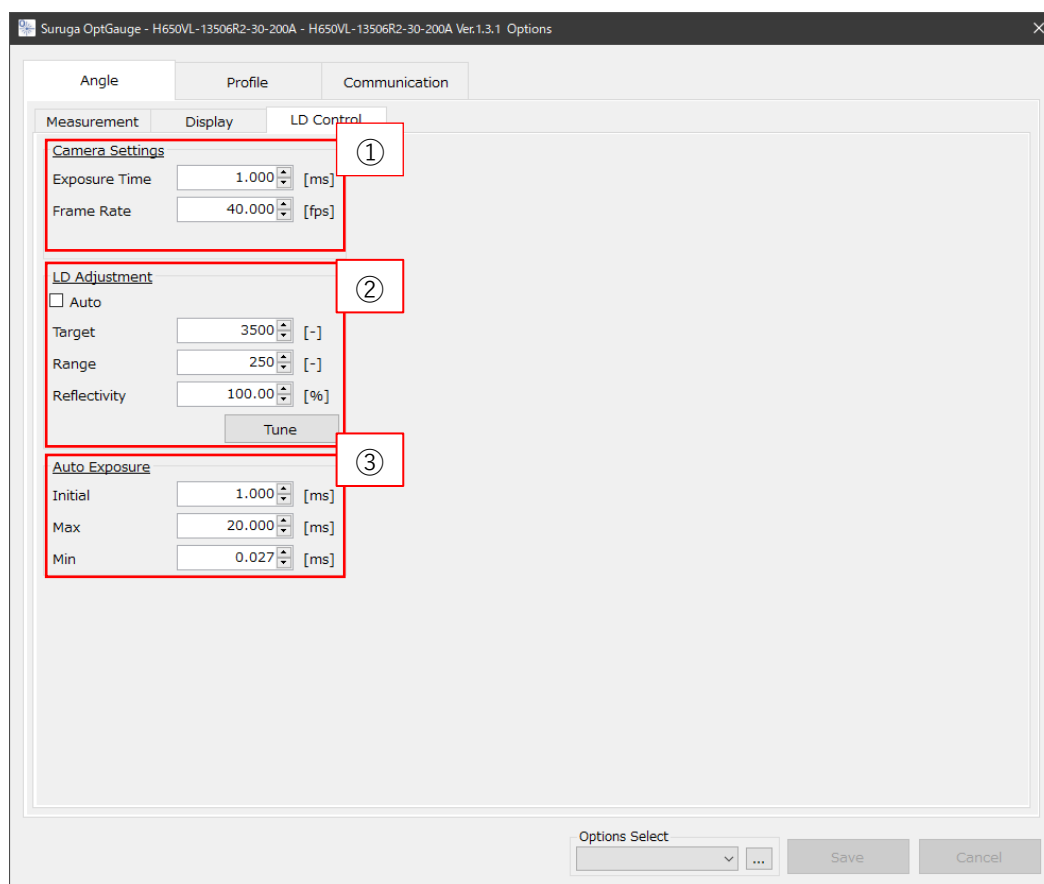 Suruga OptGauge - H650VL-13506R2-30-200A - H650VL-13506R2-30-200A Ver.1.3.1 Options
Angle Profile Communication
Measurement Display LD Control
①
Camera Settings
Exposure Time 1.000 [ms]
Frame Rate 40.000 [fps]
②
LD Adjustment
Auto
Target 3500 [-]
Range 250 [-]
Reflectivity 100.00 [%]
Tune
③
Auto Exposure
Initial 1.000 [ms]
Max 20.000 [ms]
Min 0.027 [ms]
Options Select
... Save Cancel